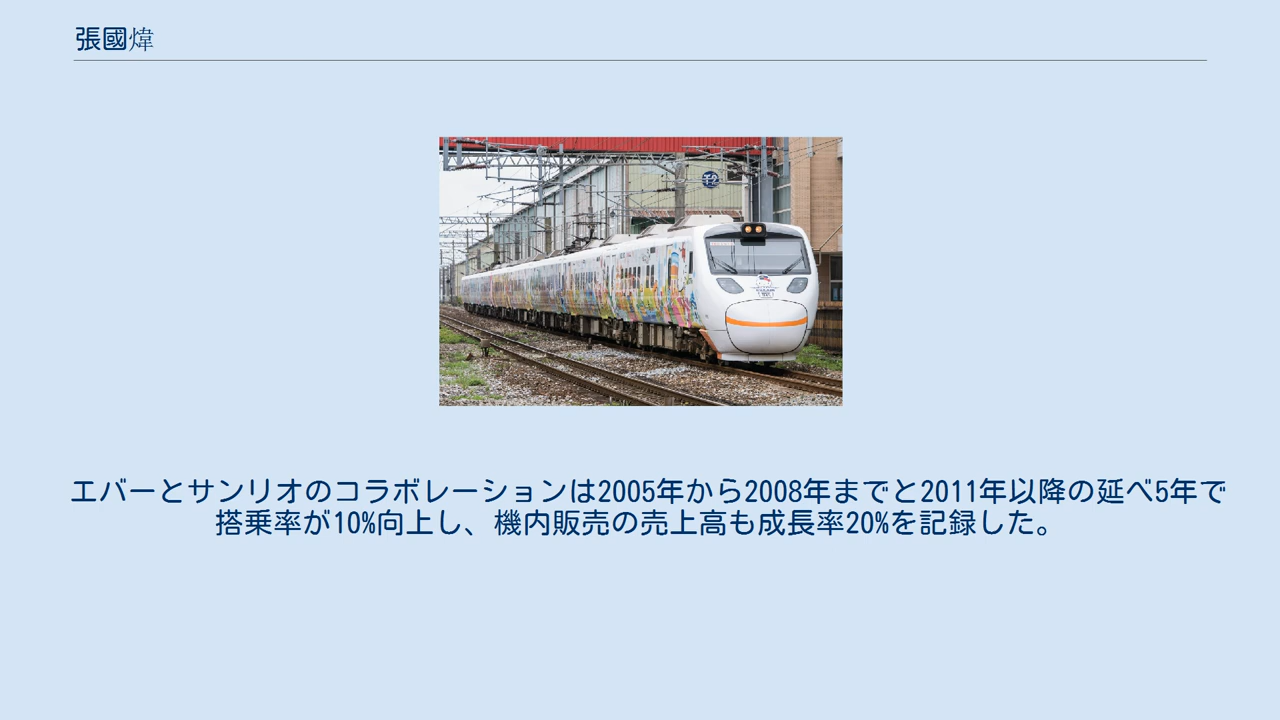 張國煒
エバーとサンリオのコラボレーションは2005年から2008年までと2011年以降の延べ5年で
搭乗率が10%向上し、機内販売の売上高も成長率20%を記録した。